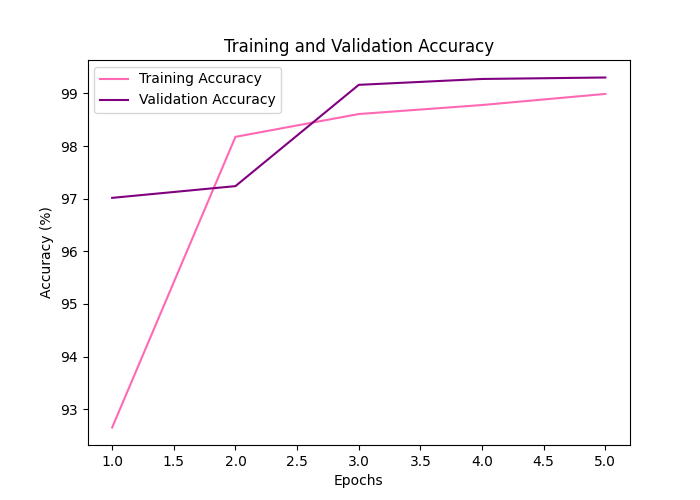 Training and Validation Accuracy
Training Accuracy
Validation Accuracy
99
98
97
96
95
94
93
Accuracy (%)
1.0 1.5 2.0 2.5 3.0 3.5 4.0 4.5 5.0
Epochs